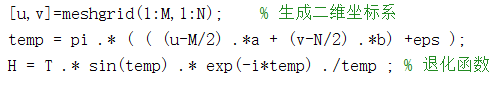 [u,v]=meshgrid(1:M,1:N);    % 生成二维坐标系
temp = pi .* ( ( (u-M/2) .*a + (v-N/2) .*b) +eps );
H = T .* sin(temp) .* exp(-i*temp) ./temp ; % 退化函数